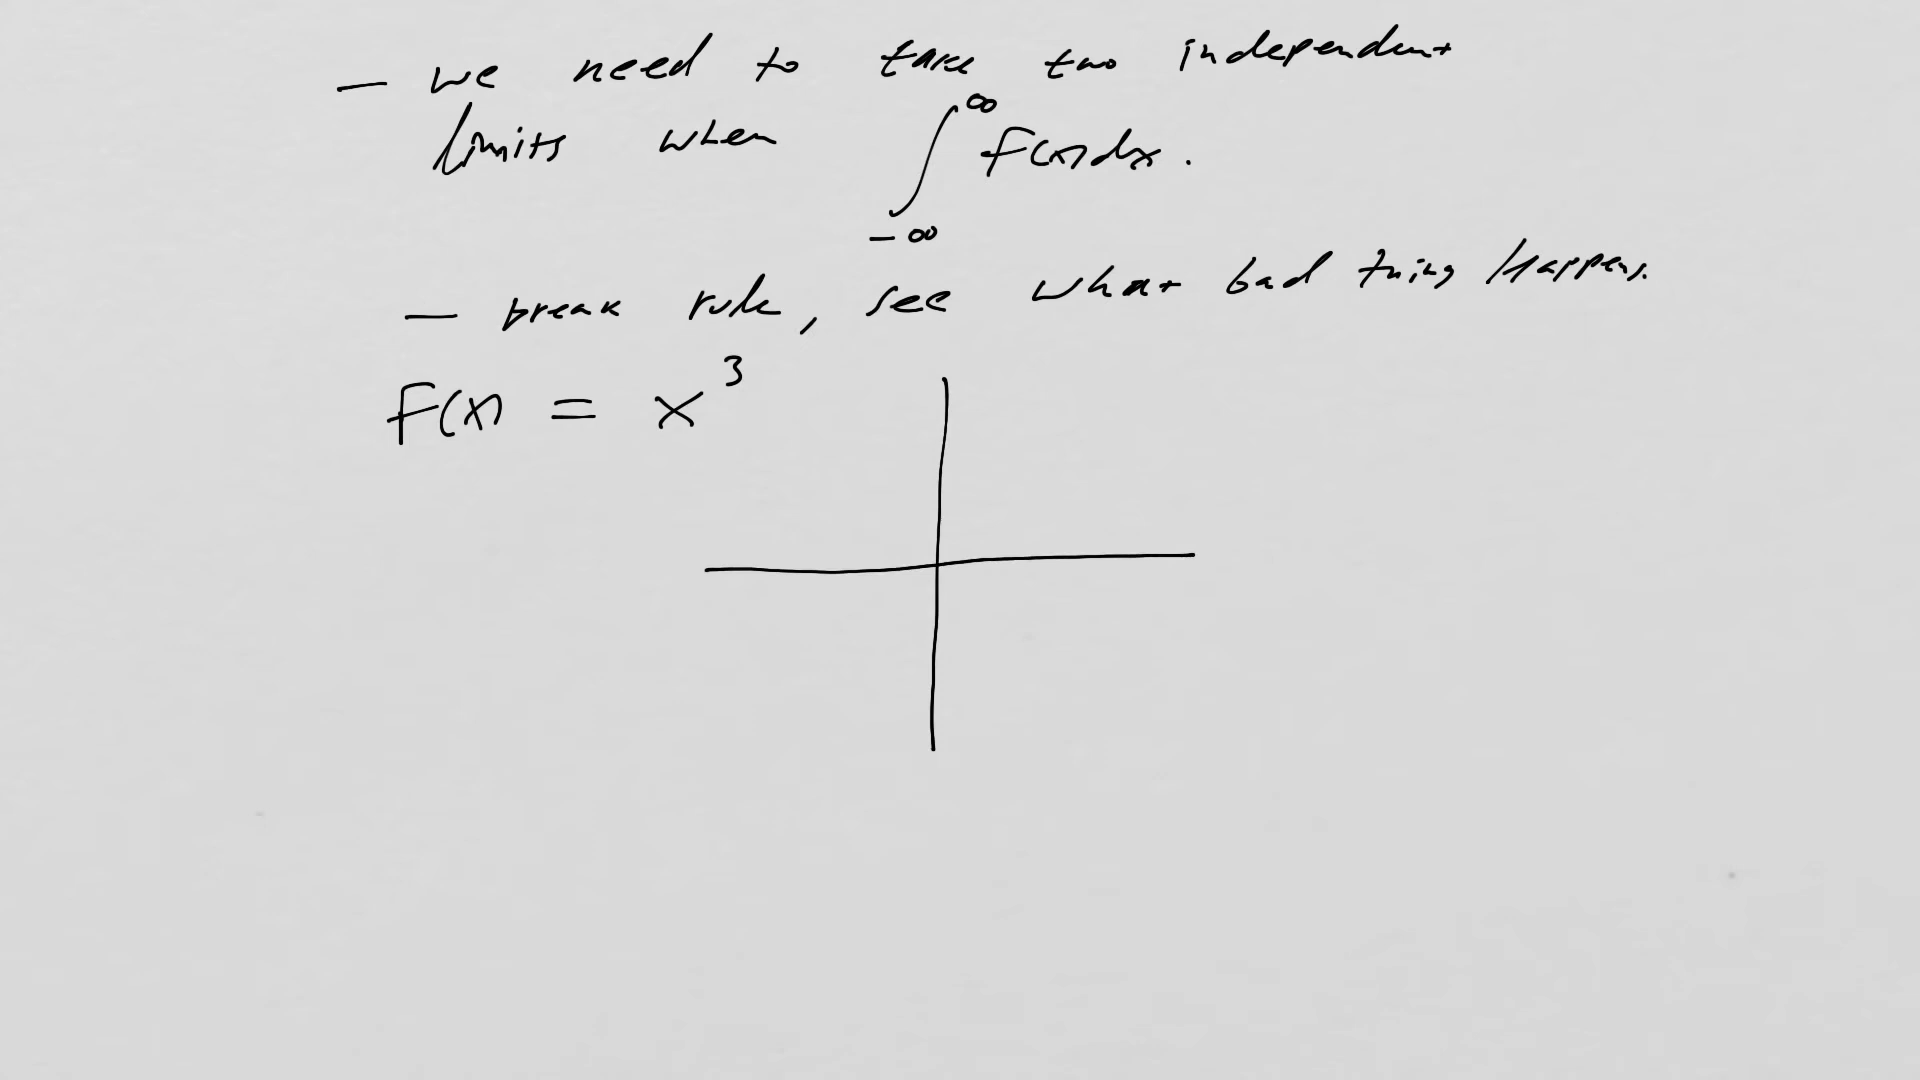 — we need to take two independent
limits when ∫_{-∞}^{∞} f(x)dx.
— break rule, see what bad thing happens.
f(x) = x³